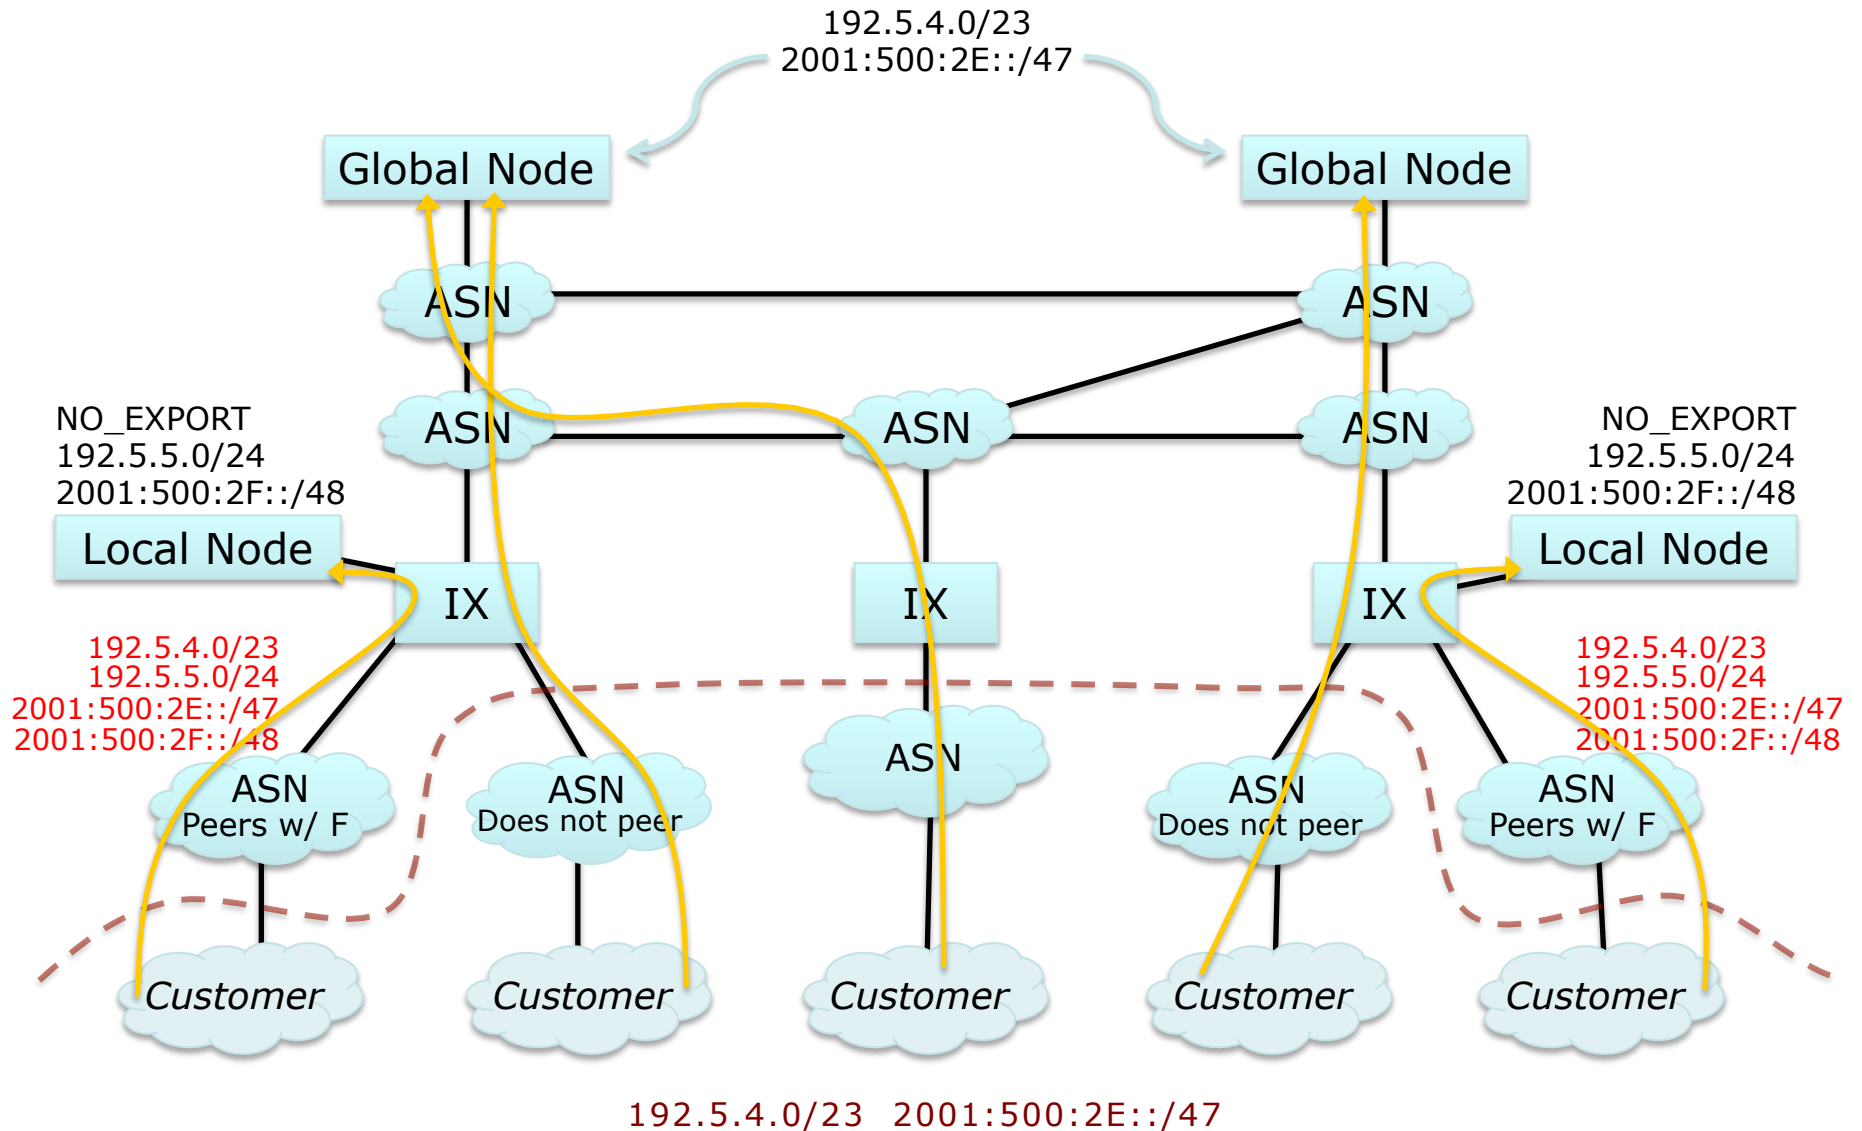 192.5.4.0/23
2001:500:2E::/47
Global Node
Global Node
ASN
ASN
ASN
ASN
ASN
NO_EXPORT
192.5.5.0/24
2001:500:2F::/48
NO_EXPORT
192.5.5.0/24
2001:500:2F::/48
Local Node
Local Node
IX
IX
IX
192.5.4.0/23
192.5.5.0/24
2001:500:2E::/47
2001:500:2F::/48
192.5.4.0/23
192.5.5.0/24
2001:500:2E::/47
2001:500:2F::/48
ASN
Peers w/ F
ASN
Does not peer
ASN
ASN
Does not peer
ASN
Peers w/ F
Customer
Customer
Customer
Customer
Customer
192.5.4.0/23 2001:500:2E::/47